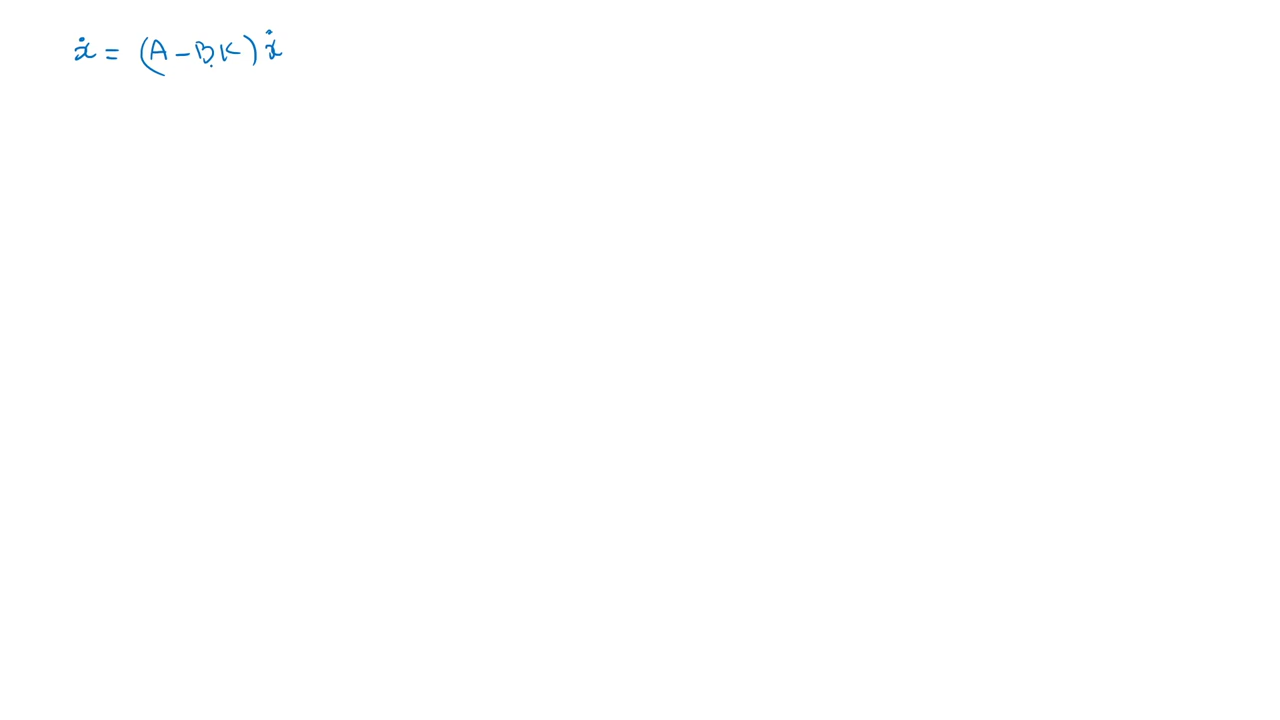 ẋ = (A - BK) ẋ